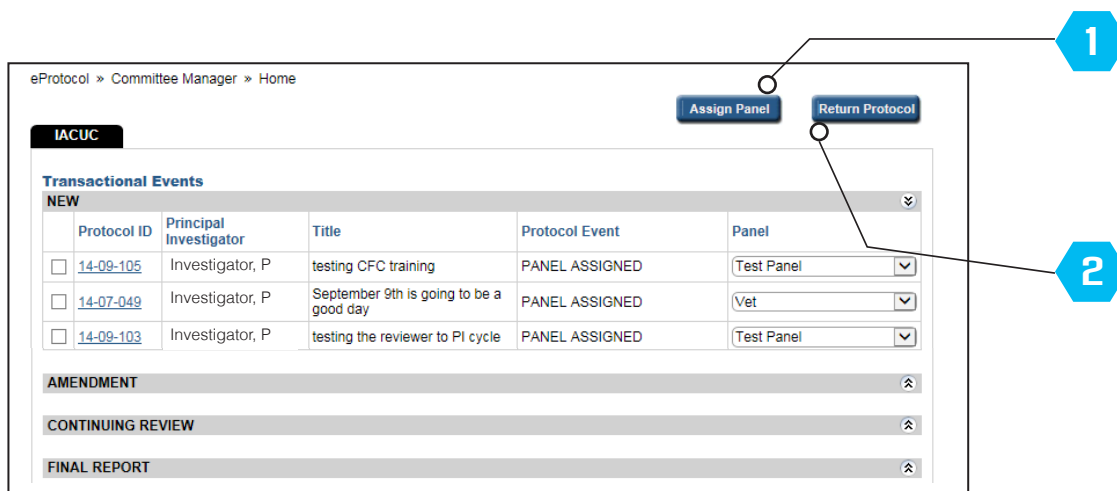 1
eProtocol » Committee Manager » Home
Assign Panel Return Protocol
IACUC
Transactional Events
NEW
Protocol ID Principal Investigator Title Protocol Event Panel
14-09-105 Investigator, P testing CFC training PANEL ASSIGNED Test Panel
14-07-049 Investigator, P September 9th is going to be a good day PANEL ASSIGNED Vet
14-09-103 Investigator, P testing the reviewer to PI cycle PANEL ASSIGNED Test Panel
2
AMENDMENT
CONTINUING REVIEW
FINAL REPORT